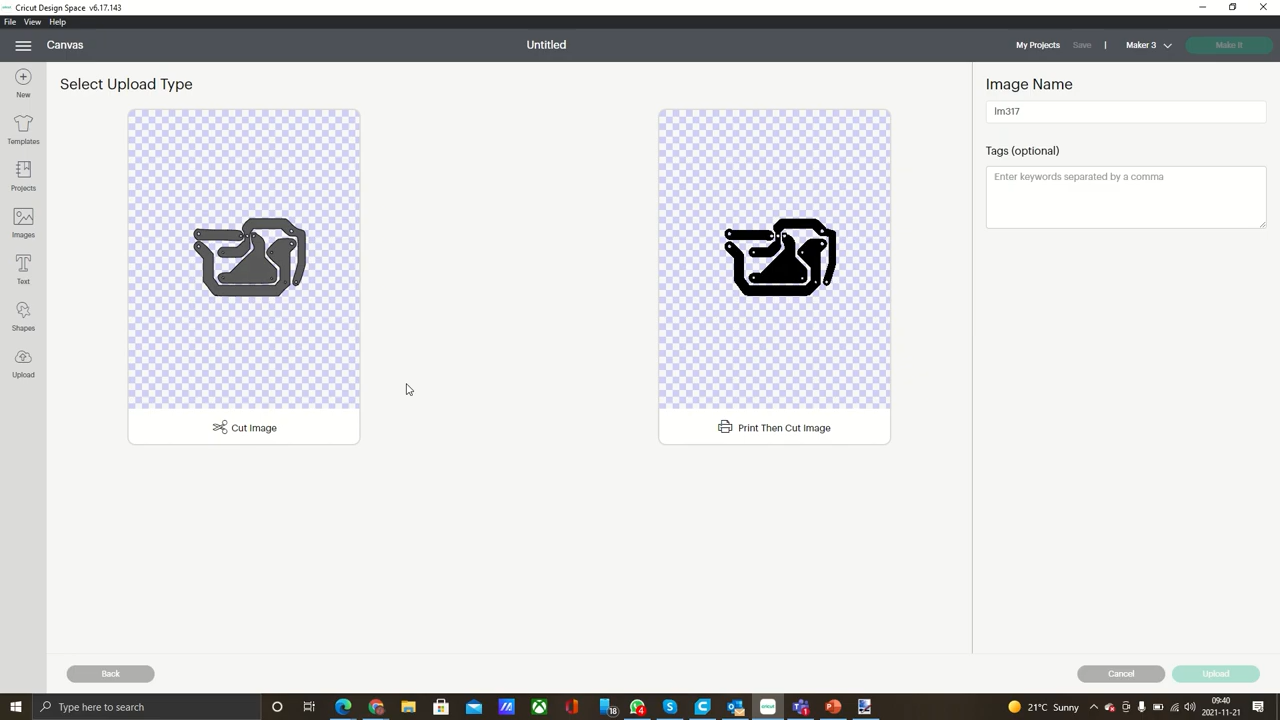 Cricut Design Space v6.17.143
File View Help
Canvas
Untitled
My Projects Save | Maker 3 Make It
New
Templates
Projects
Images
Text
Shapes
Upload
Select Upload Type
Cut Image
Print Then Cut Image
Image Name
lm317
Tags (optional)
Enter keywords separated by a comma
Back
Cancel
Upload
Type here to search
18
4
1
21°C Sunny
09:40
2021-11-21